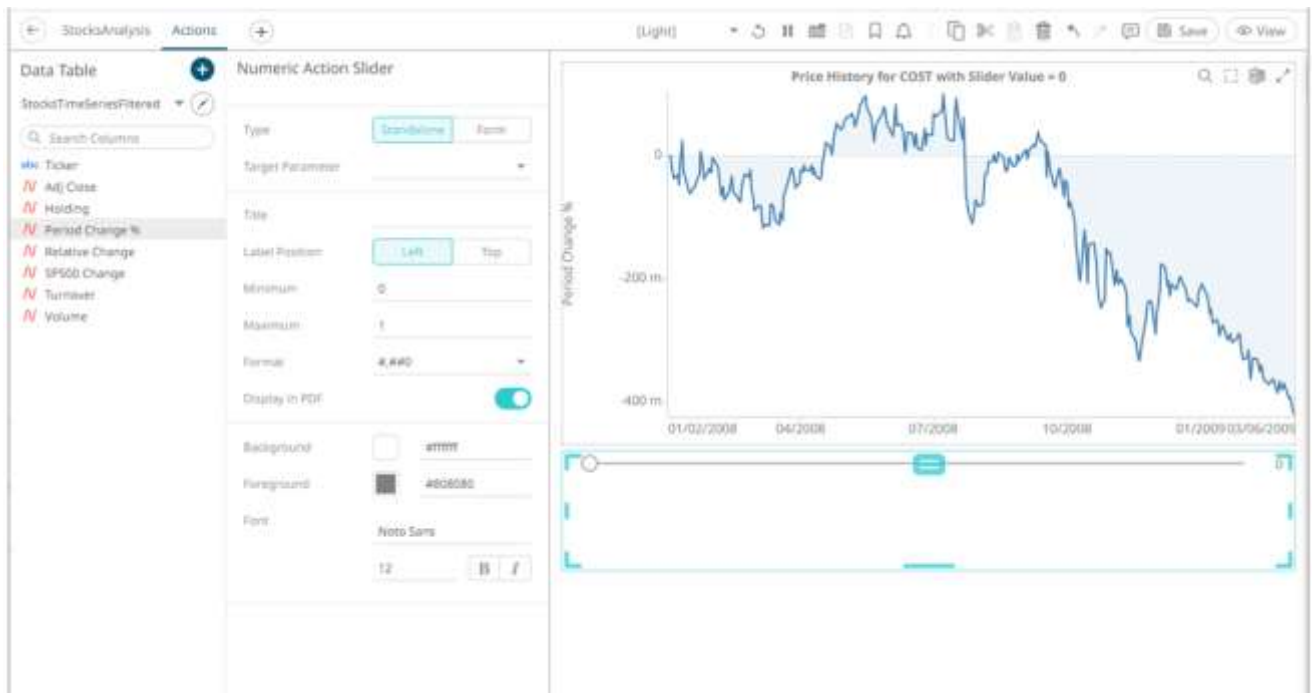 StocksAnalysis Actions [Light] Save View
Data Table
StocksTimeSeriesFiltered
Search Columns
abc Ticker
Adj Close
Holding
Period Change %
Relative Change
SP500 Change
Turnover
Volume
Numeric Action Slider
Type Standalone Form
Target Parameter
Title
Label Position Left Top
Minimum 0
Maximum 1
Format #,##0
Display in PDF
Background #ffffff
Foreground #808080
Font Noto Sans
12 B I
Price History for COST with Slider Value = 0
Period Change %
0
-200 m
-400 m
01/02/2008 04/2008 07/2008 10/2008 01/2009 03/06/2009
0